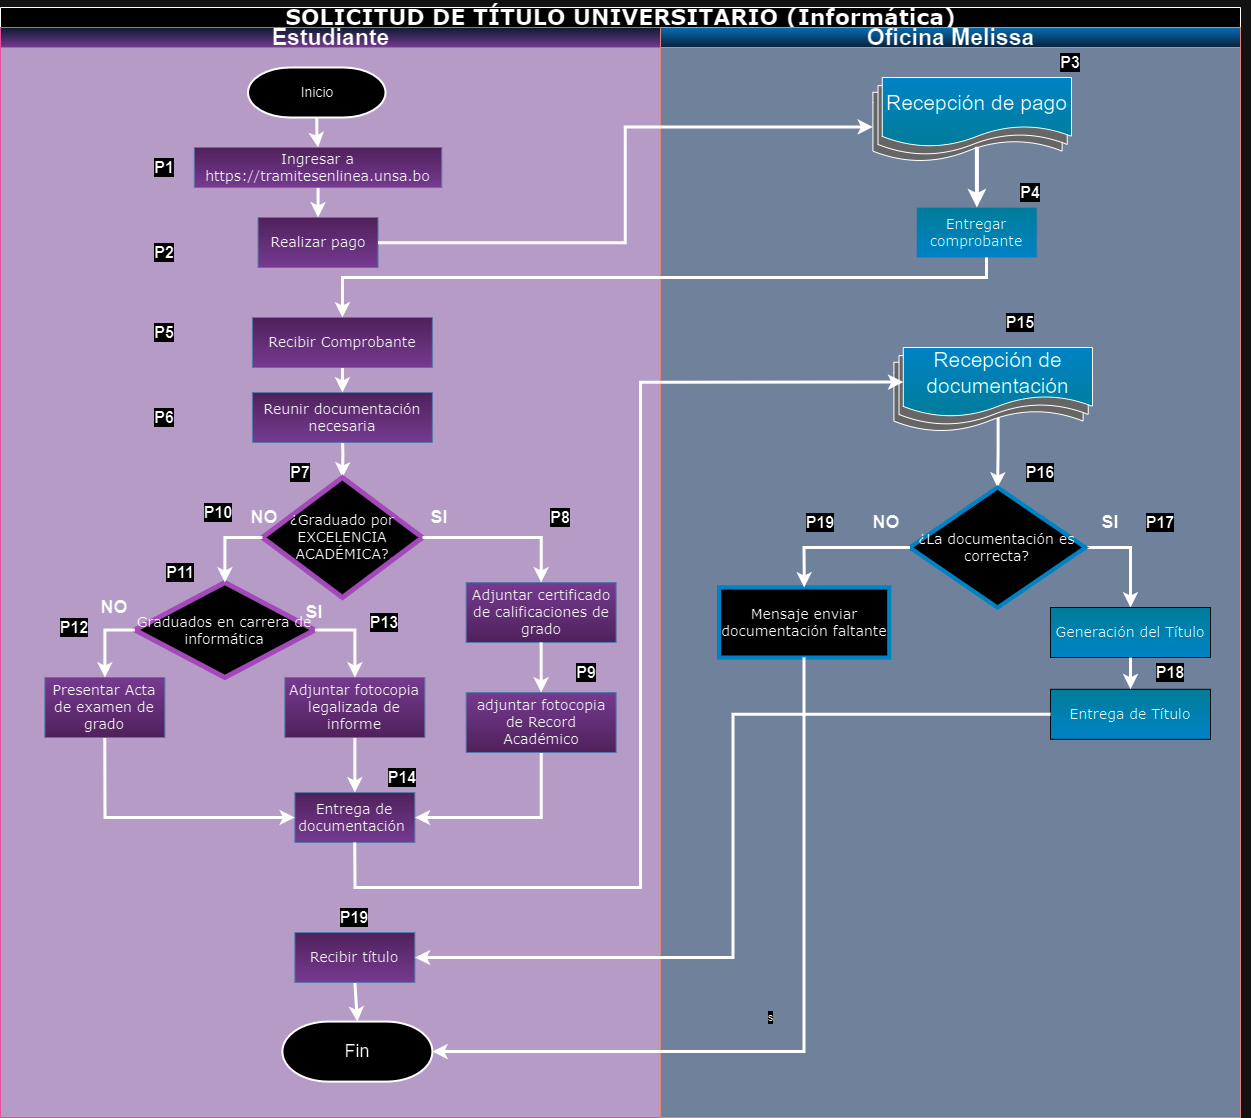 SOLICITUD DE TÍTULO UNIVERSITARIO (Informática)
Estudiante
Oficina Melissa
Inicio
P1
Ingresar a
https://tramitesenlinea.unsa.bo
P2
Realizar pago
P3
Recepción de pago
P4
Entregar
comprobante
P5
Recibir Comprobante
P6
Reunir documentación
necesaria
P7
¿Graduado por
EXCELENCIA
ACADÉMICA?
NO
SI
P10
P8
Adjuntar certificado
de calificaciones de
grado
P9
adjuntar fotocopia
de Record
Académico
P11
Graduados en carrera de
informática
NO
SI
P12
P13
Presentar Acta
de examen de
grado
Adjuntar fotocopia
legalizada de
informe
P14
Entrega de
documentación
P15
Recepción de
documentación
P16
¿La documentación es
correcta?
P19
NO
SI
P17
Mensaje enviar
documentación faltante
Generación del Título
P18
Entrega de Título
P19
Recibir título
s
Fin